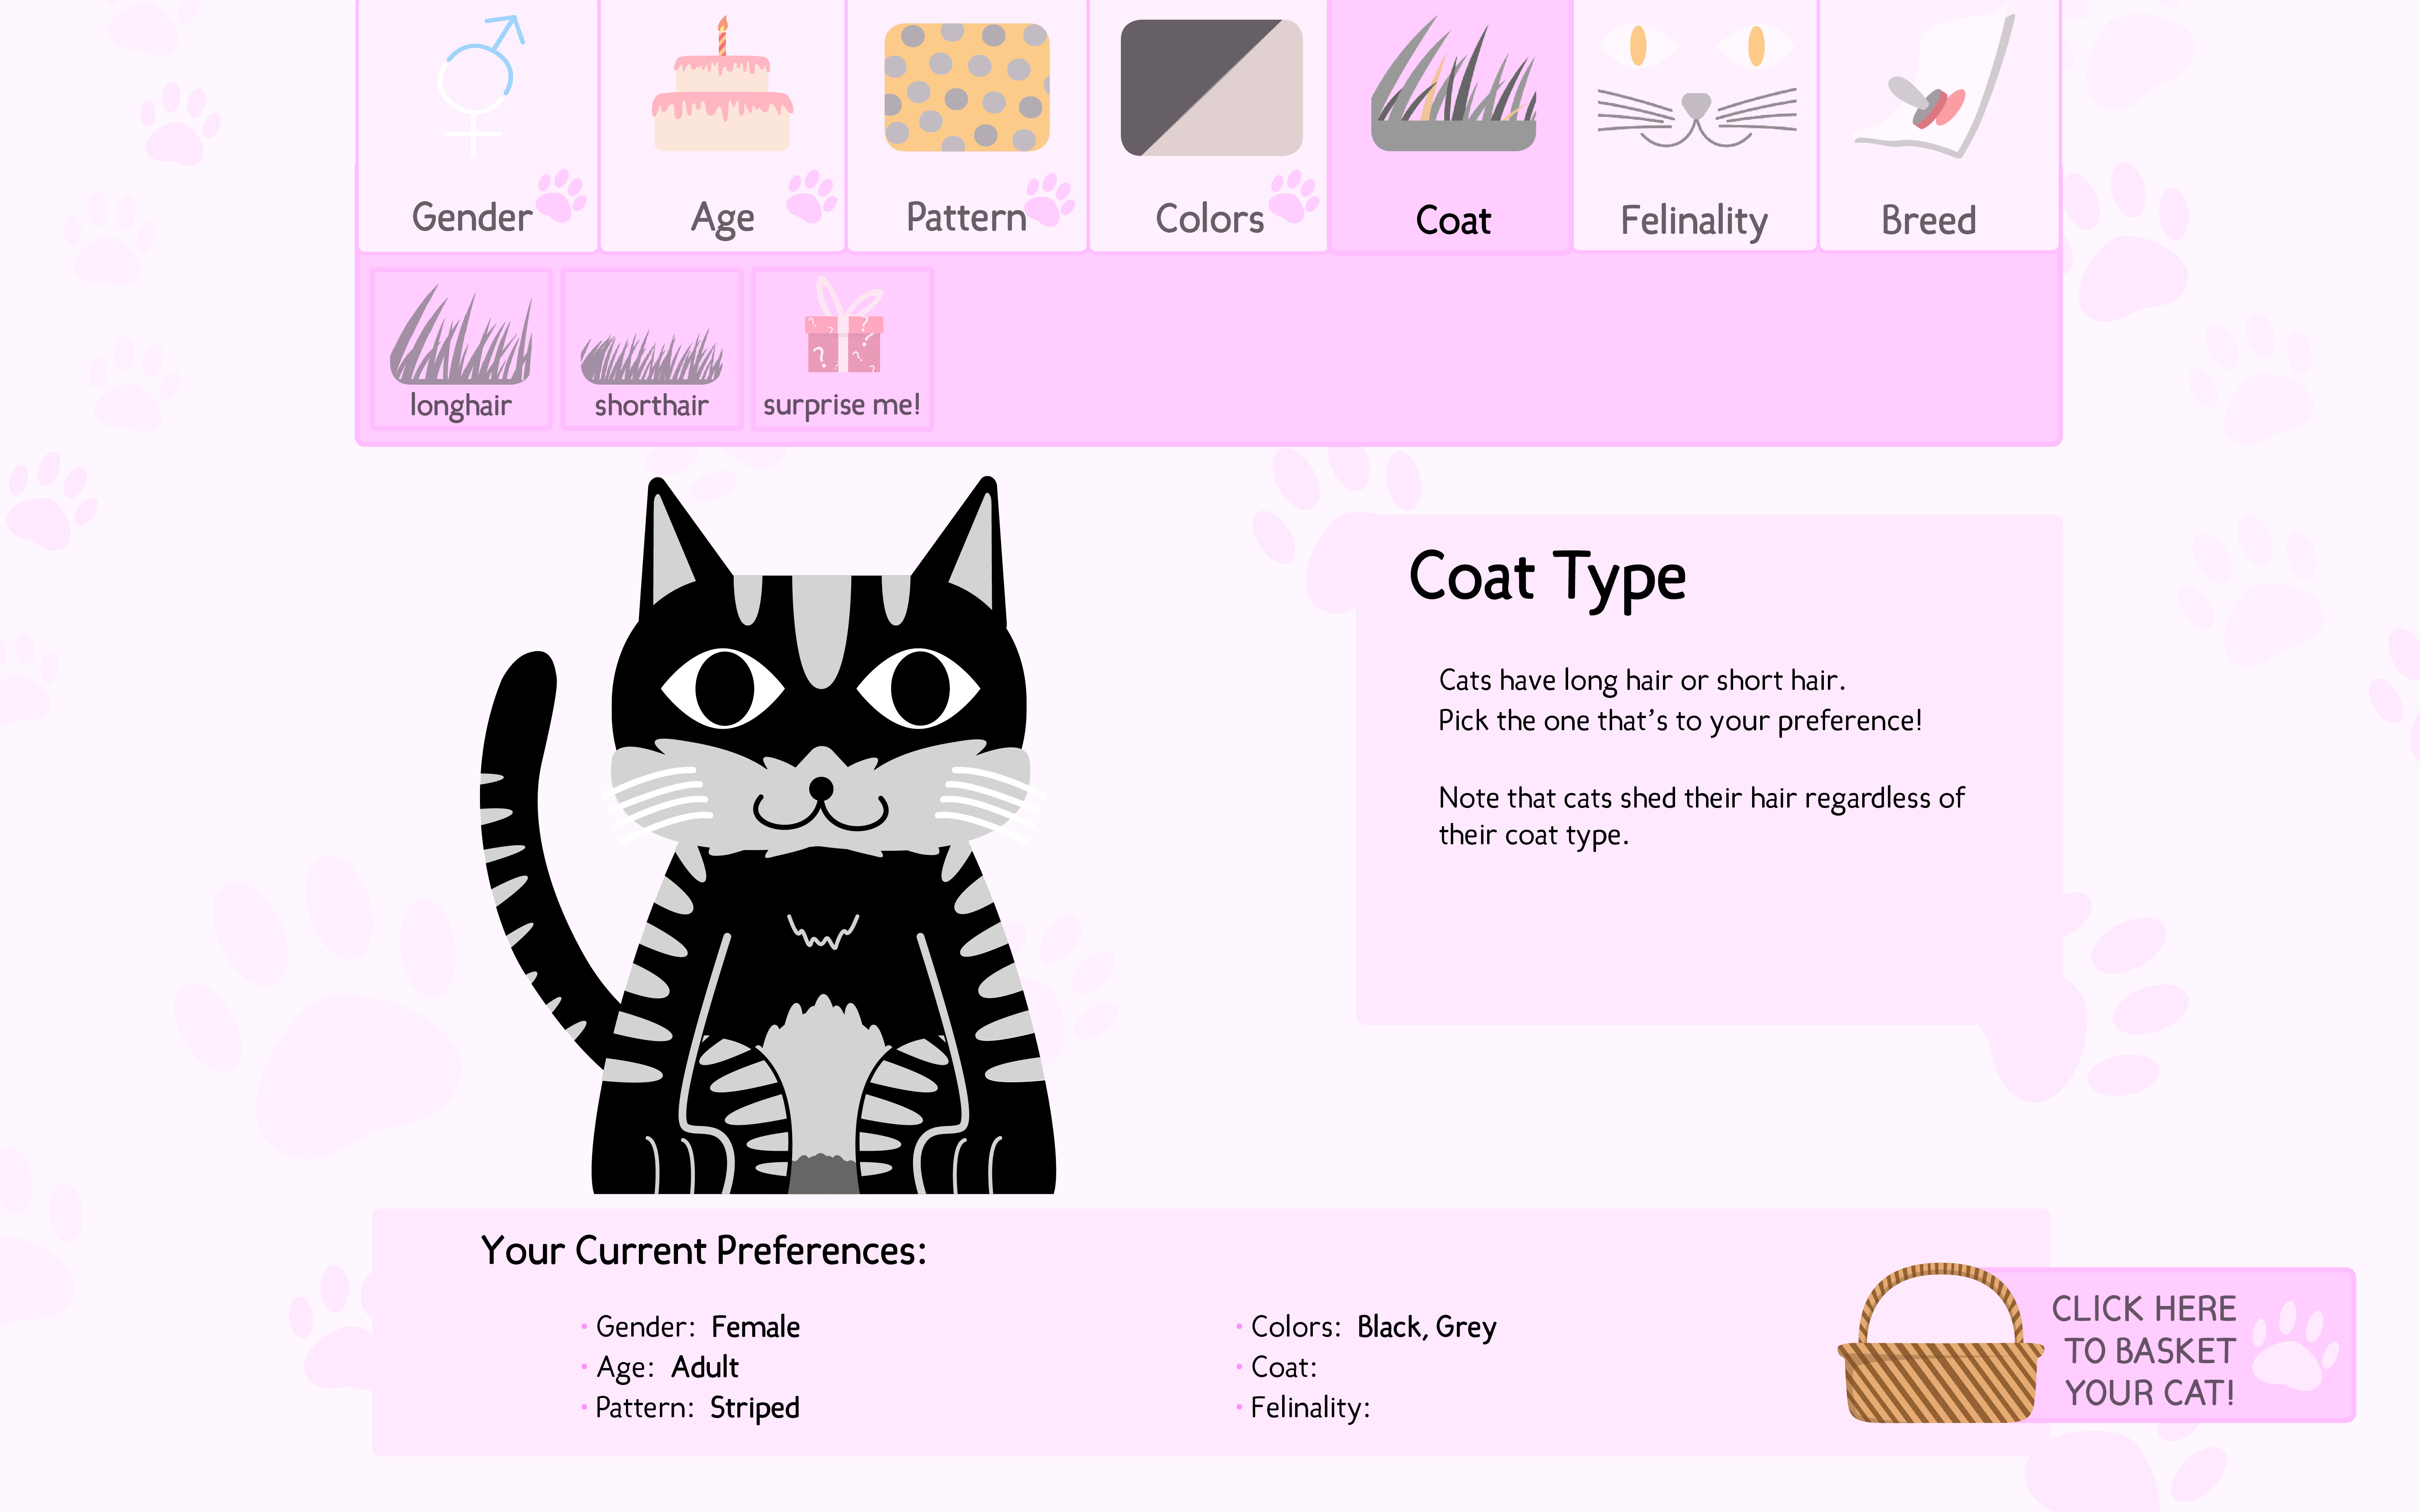 Gender
Age
Pattern
Colors
Coat
Felinality
Breed
longhair
shorthair
surprise me!
Coat Type
Cats have long hair or short hair.
Pick the one that's to your preference!
Note that cats shed their hair regardless of
their coat type.
Your Current Preferences:
• Gender: Female
• Age: Adult
• Pattern: Striped
• Colors: Black, Grey
• Coat:
• Felinality:
CLICK HERE
TO BASKET
YOUR CAT!